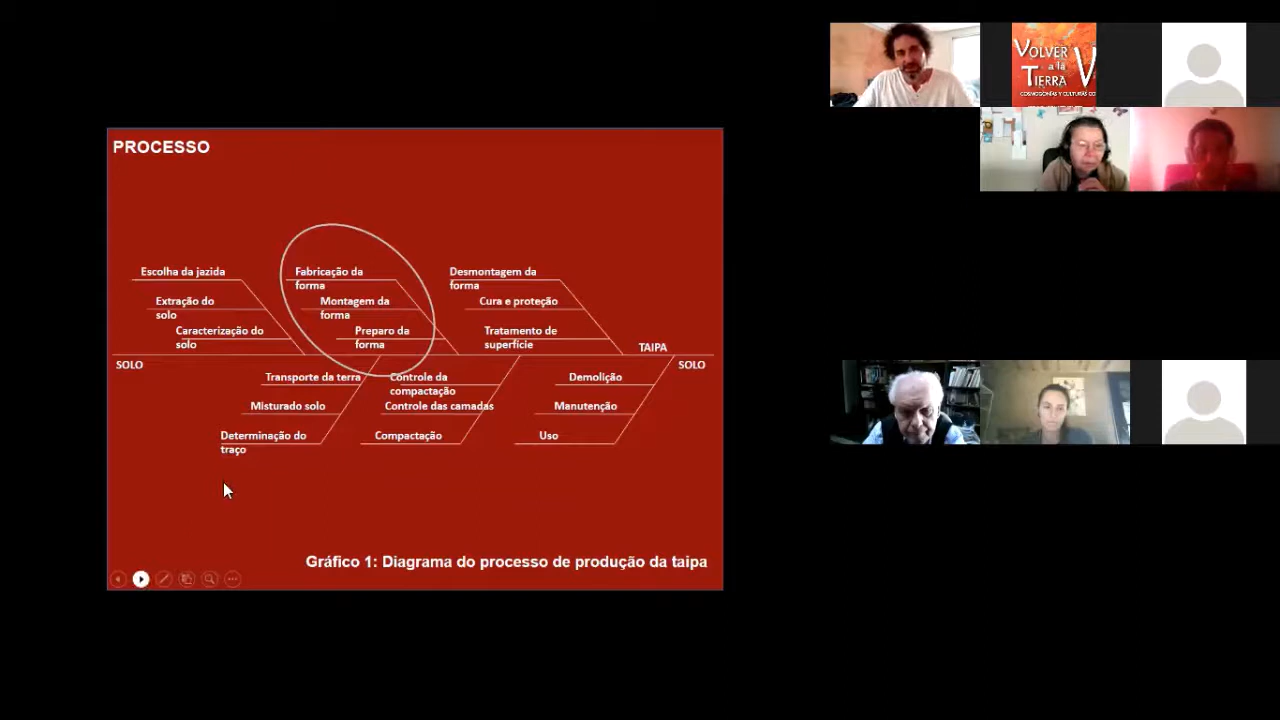 PROCESSO
Escolha da jazida
Extração do
solo
Caracterização do
solo
Fabricação da
forma
Montagem da
forma
Preparo da
forma
Desmontagem da
forma
Cura e proteção
Tratamento de
superfície
TAIPA
SOLO
SOLO
Transporte da terra
Misturado solo
Determinação do
traço
Controle da
compactação
Controle das camadas
Compactação
Demolição
Manutenção
Uso
Gráfico 1: Diagrama do processo de produção da taipa
VOLVER
a la
TIERRA
V
COSMOGONÍAS Y CULTURAS CO